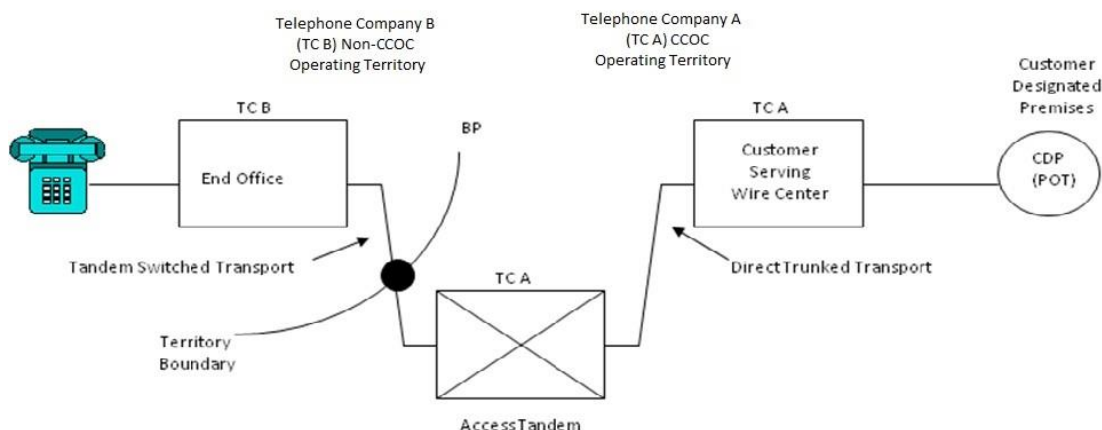 Telephone Company B
(TC B) Non-CCOC
Operating Territory
Telephone Company A
(TC A) CCOC
Operating Territory
Customer
Designated
Premises
TC B
BP
TC A
End Office
Customer
Serving
Wire Center
CDP
(POT)
Tandem Switched Transport
TC A
Direct Trunked Transport
Territory
Boundary
AccessTandem